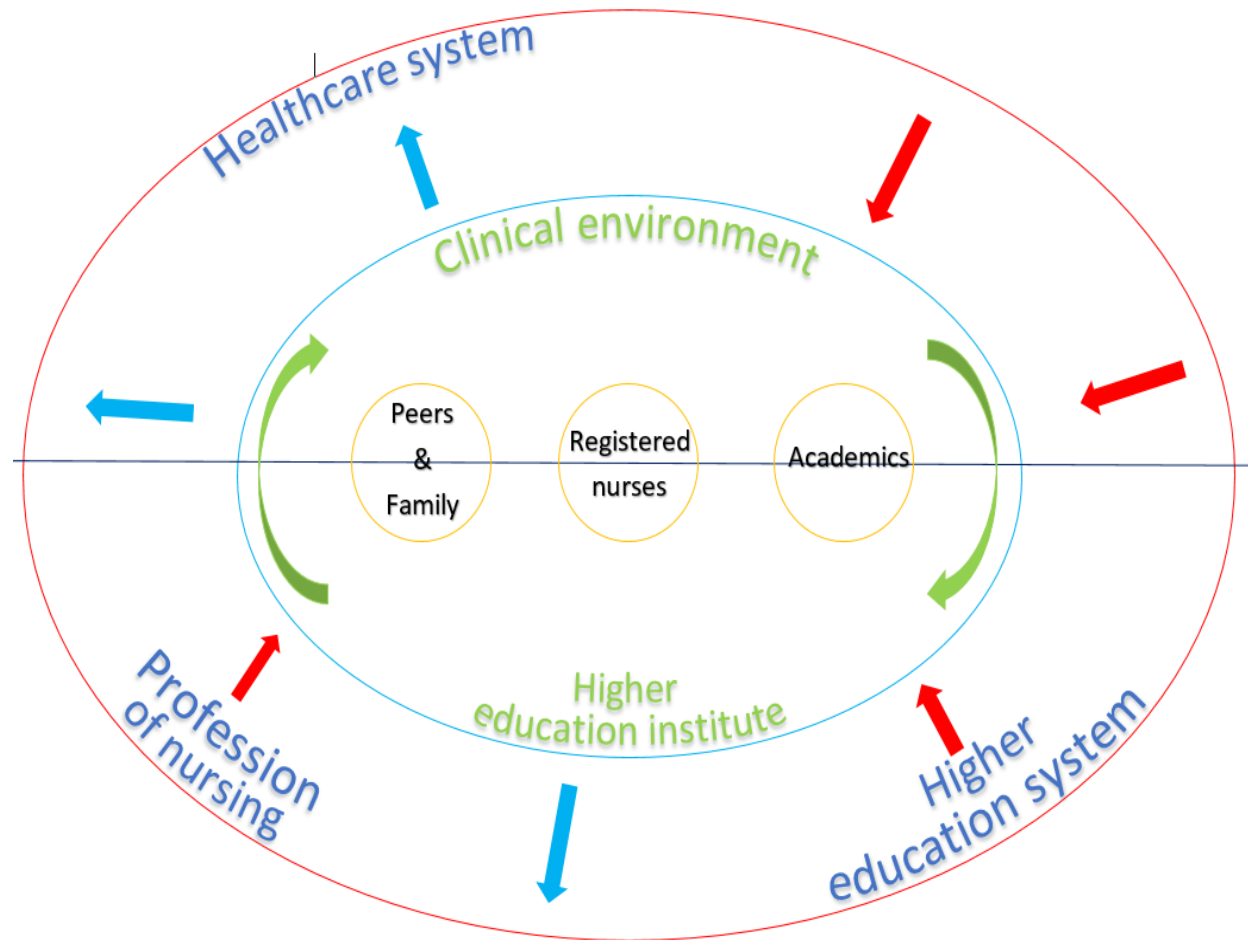 Healthcare system
Clinical environment
Peers
&
Family
Registered
nurses
Academics
Higher
education institute
Profession
of nursing
Higher
education system